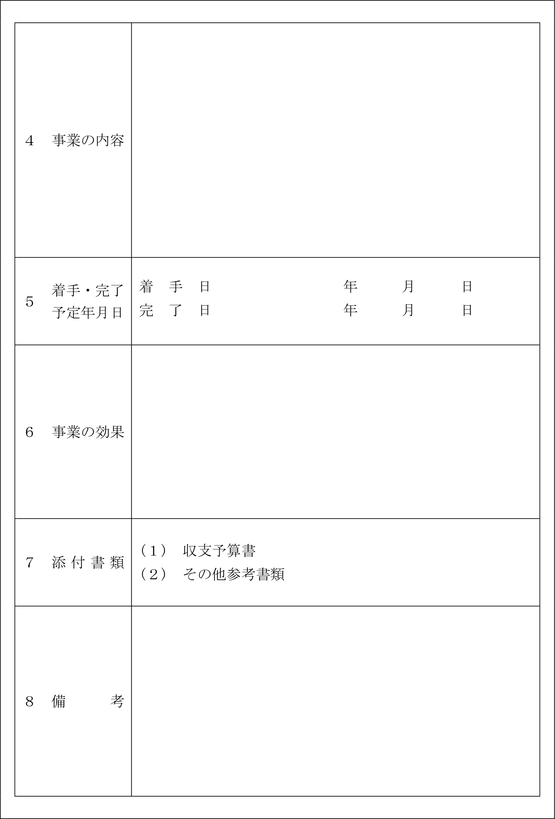 ４　事業の内容
５　着手・完了
予定年月日
着　手　日　　　　　　　　　年　　　月　　　日
完　了　日　　　　　　　　　年　　　月　　　日
６　事業の効果
７　添付書類
（１）　収支予算書
（２）　その他参考書類
８　備　　　考